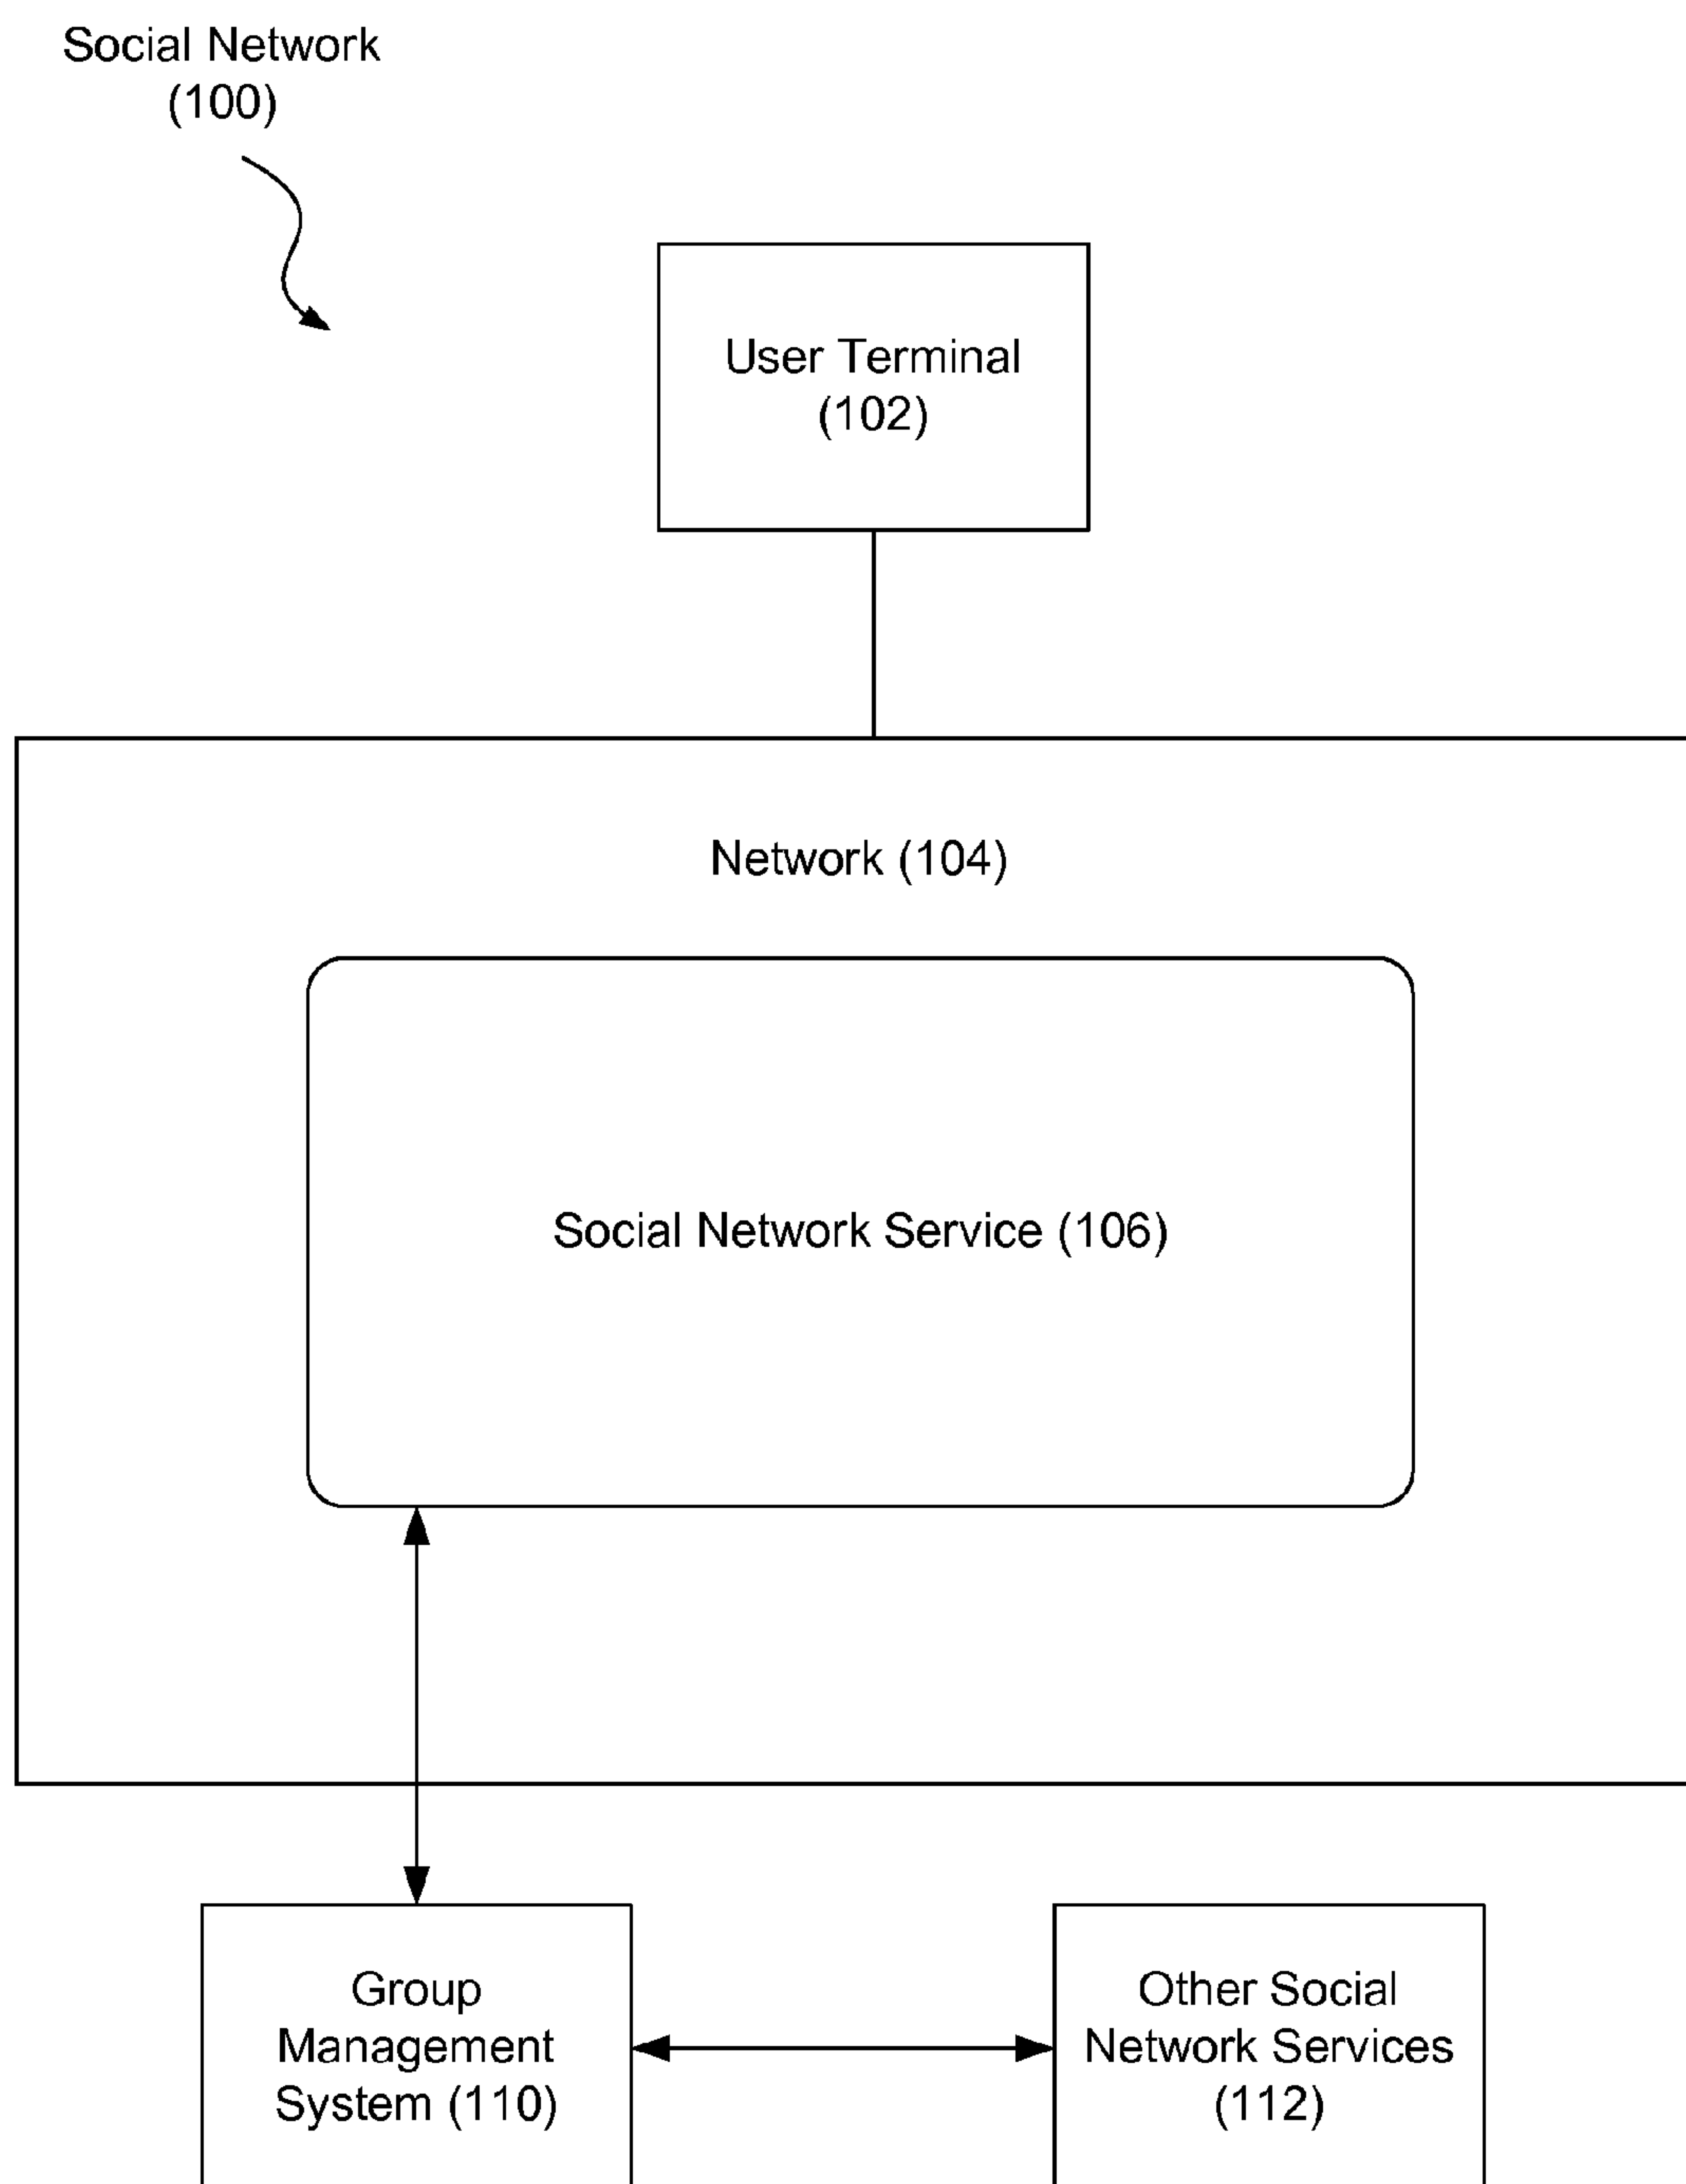 Social Network
(100)
User Terminal
(102)
Network (104)
Social Network Service (106)
Group
Management
System (110)
Other Social
Network Services
(112)